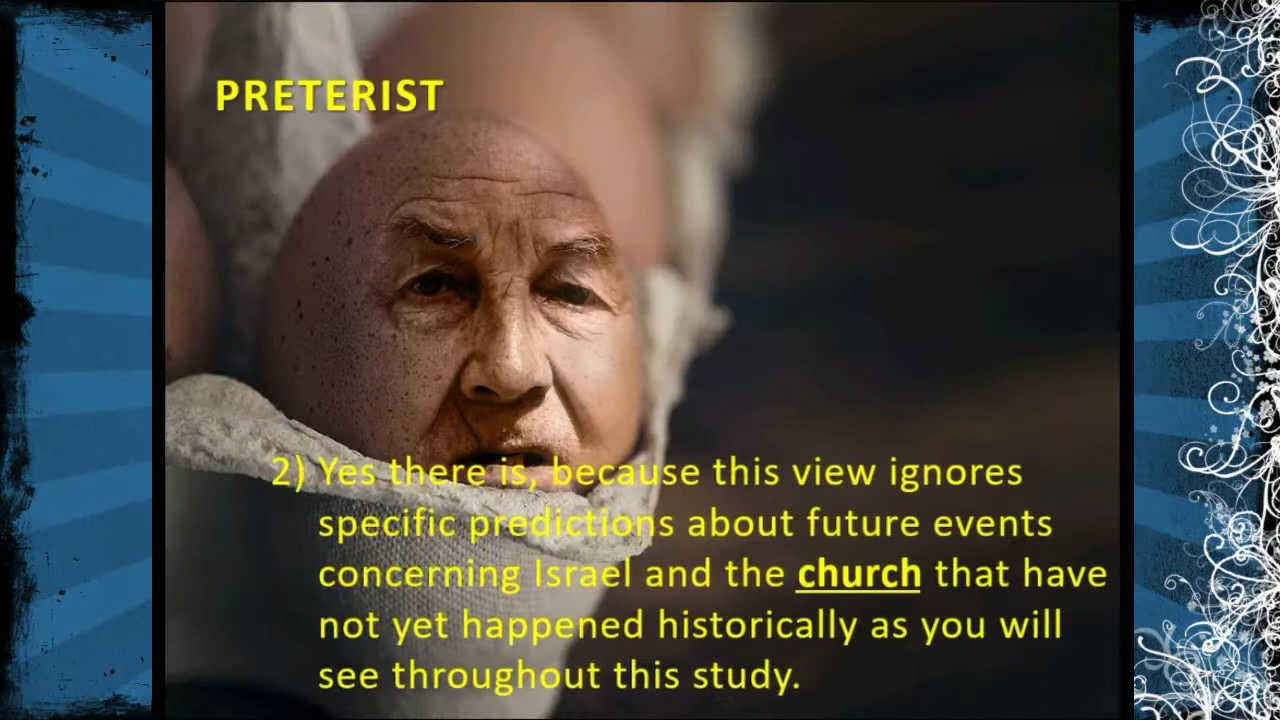 PRETERIST
2) Yes there is, because this view ignores
specific predictions about future events
concerning Israel and the church that have
not yet happened historically as you will
see throughout this study.